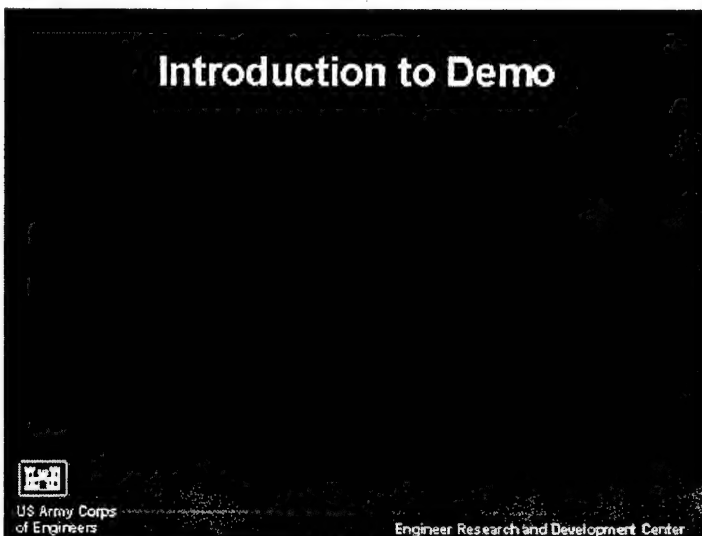 Introduction to Demo
US Army Corps
of Engineers
Engineer Research and Development Center